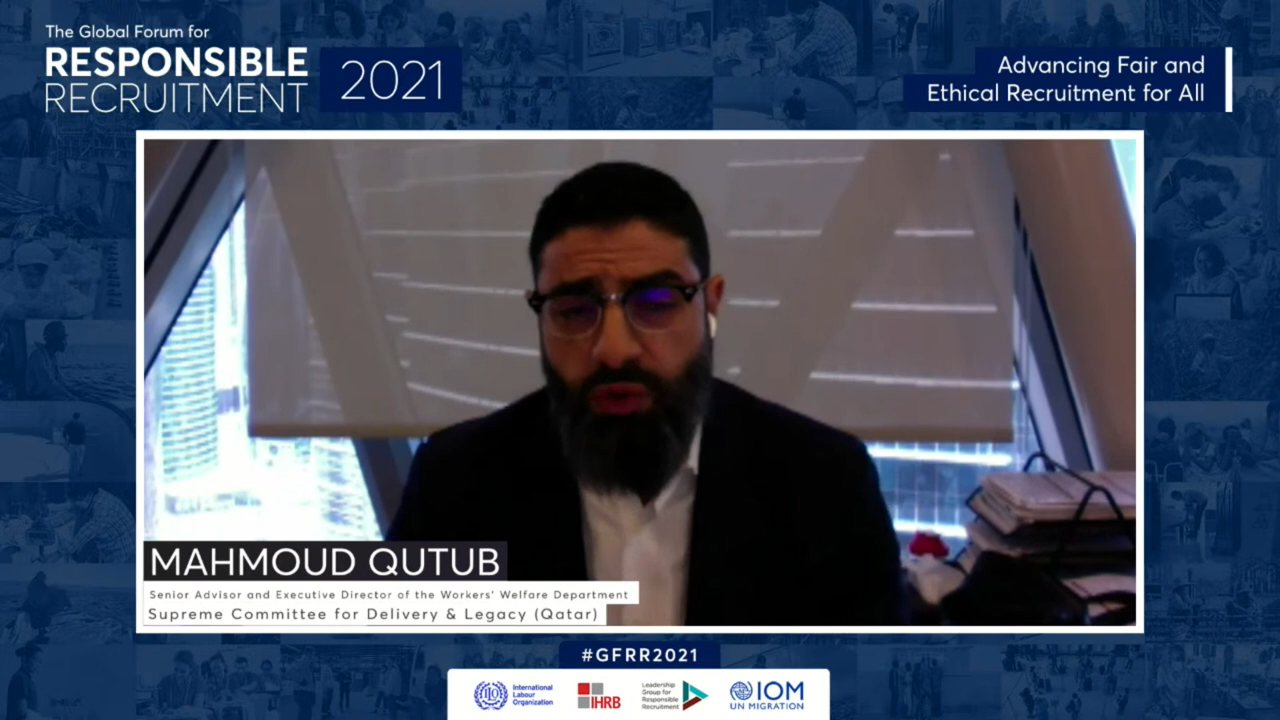 The Global Forum for
RESPONSIBLE
RECRUITMENT
2021
Advancing Fair and
Ethical Recruitment for All
MAHMOUD QUTUB
Senior Advisor and Executive Director of the Workers' Welfare Department
Supreme Committee for Delivery & Legacy (Qatar)
#GFRR2021
International
Labour
Organization
IHRB
Leadership
Group for
Responsible
Recruitment
IOM
UN MIGRATION